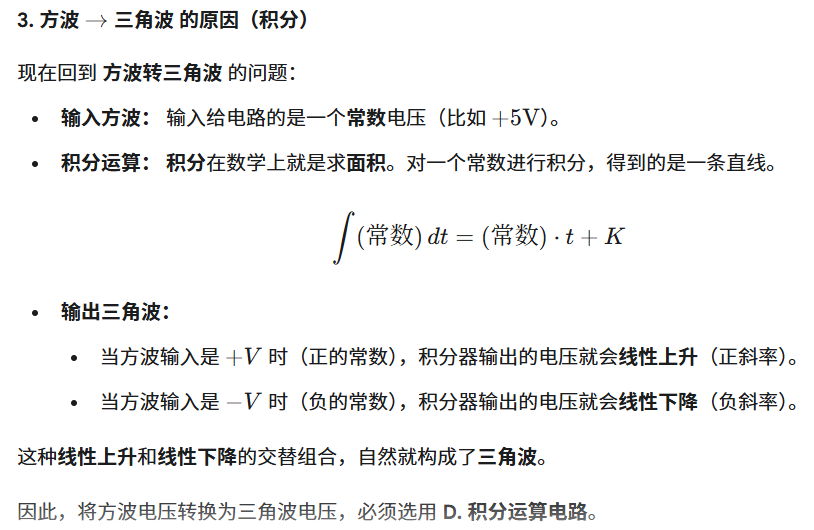 3. 方波 → 三角波 的原因（积分）
现在回到 方波转三角波 的问题：
• 输入方波： 输入给电路的是一个常数电压（比如 +5V）。
• 积分运算： 积分在数学上就是求面积。对一个常数进行积分，得到的是一条直线。
∫(常数) dt = (常数) · t + K
• 输出三角波：
• 当方波输入是 +V 时（正的常数），积分器输出的电压就会线性上升（正斜率）。
• 当方波输入是 −V 时（负的常数），积分器输出的电压就会线性下降（负斜率）。
这种线性上升和线性下降的交替组合，自然就构成了三角波。
因此，将方波电压转换为三角波电压，必须选用 D. 积分运算电路。